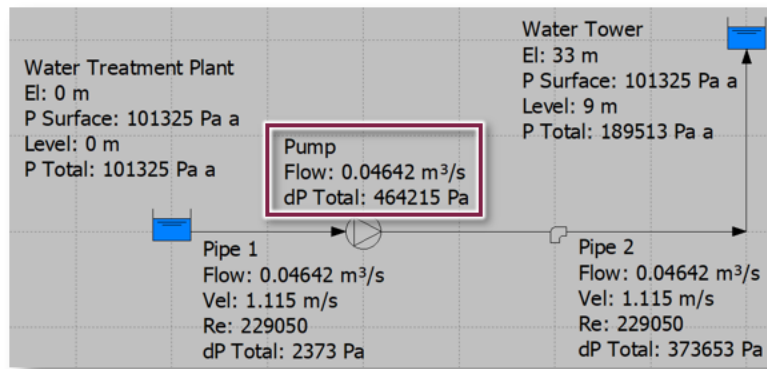 Water Treatment Plant
El: 0 m
P Surface: 101325 Pa a
Level: 0 m
P Total: 101325 Pa a
Pump
Flow: 0.04642 m³/s
dP Total: 464215 Pa
Water Tower
El: 33 m
P Surface: 101325 Pa a
Level: 9 m
P Total: 189513 Pa a
Pipe 1
Flow: 0.04642 m³/s
Vel: 1.115 m/s
Re: 229050
dP Total: 2373 Pa
Pipe 2
Flow: 0.04642 m³/s
Vel: 1.115 m/s
Re: 229050
dP Total: 373653 Pa